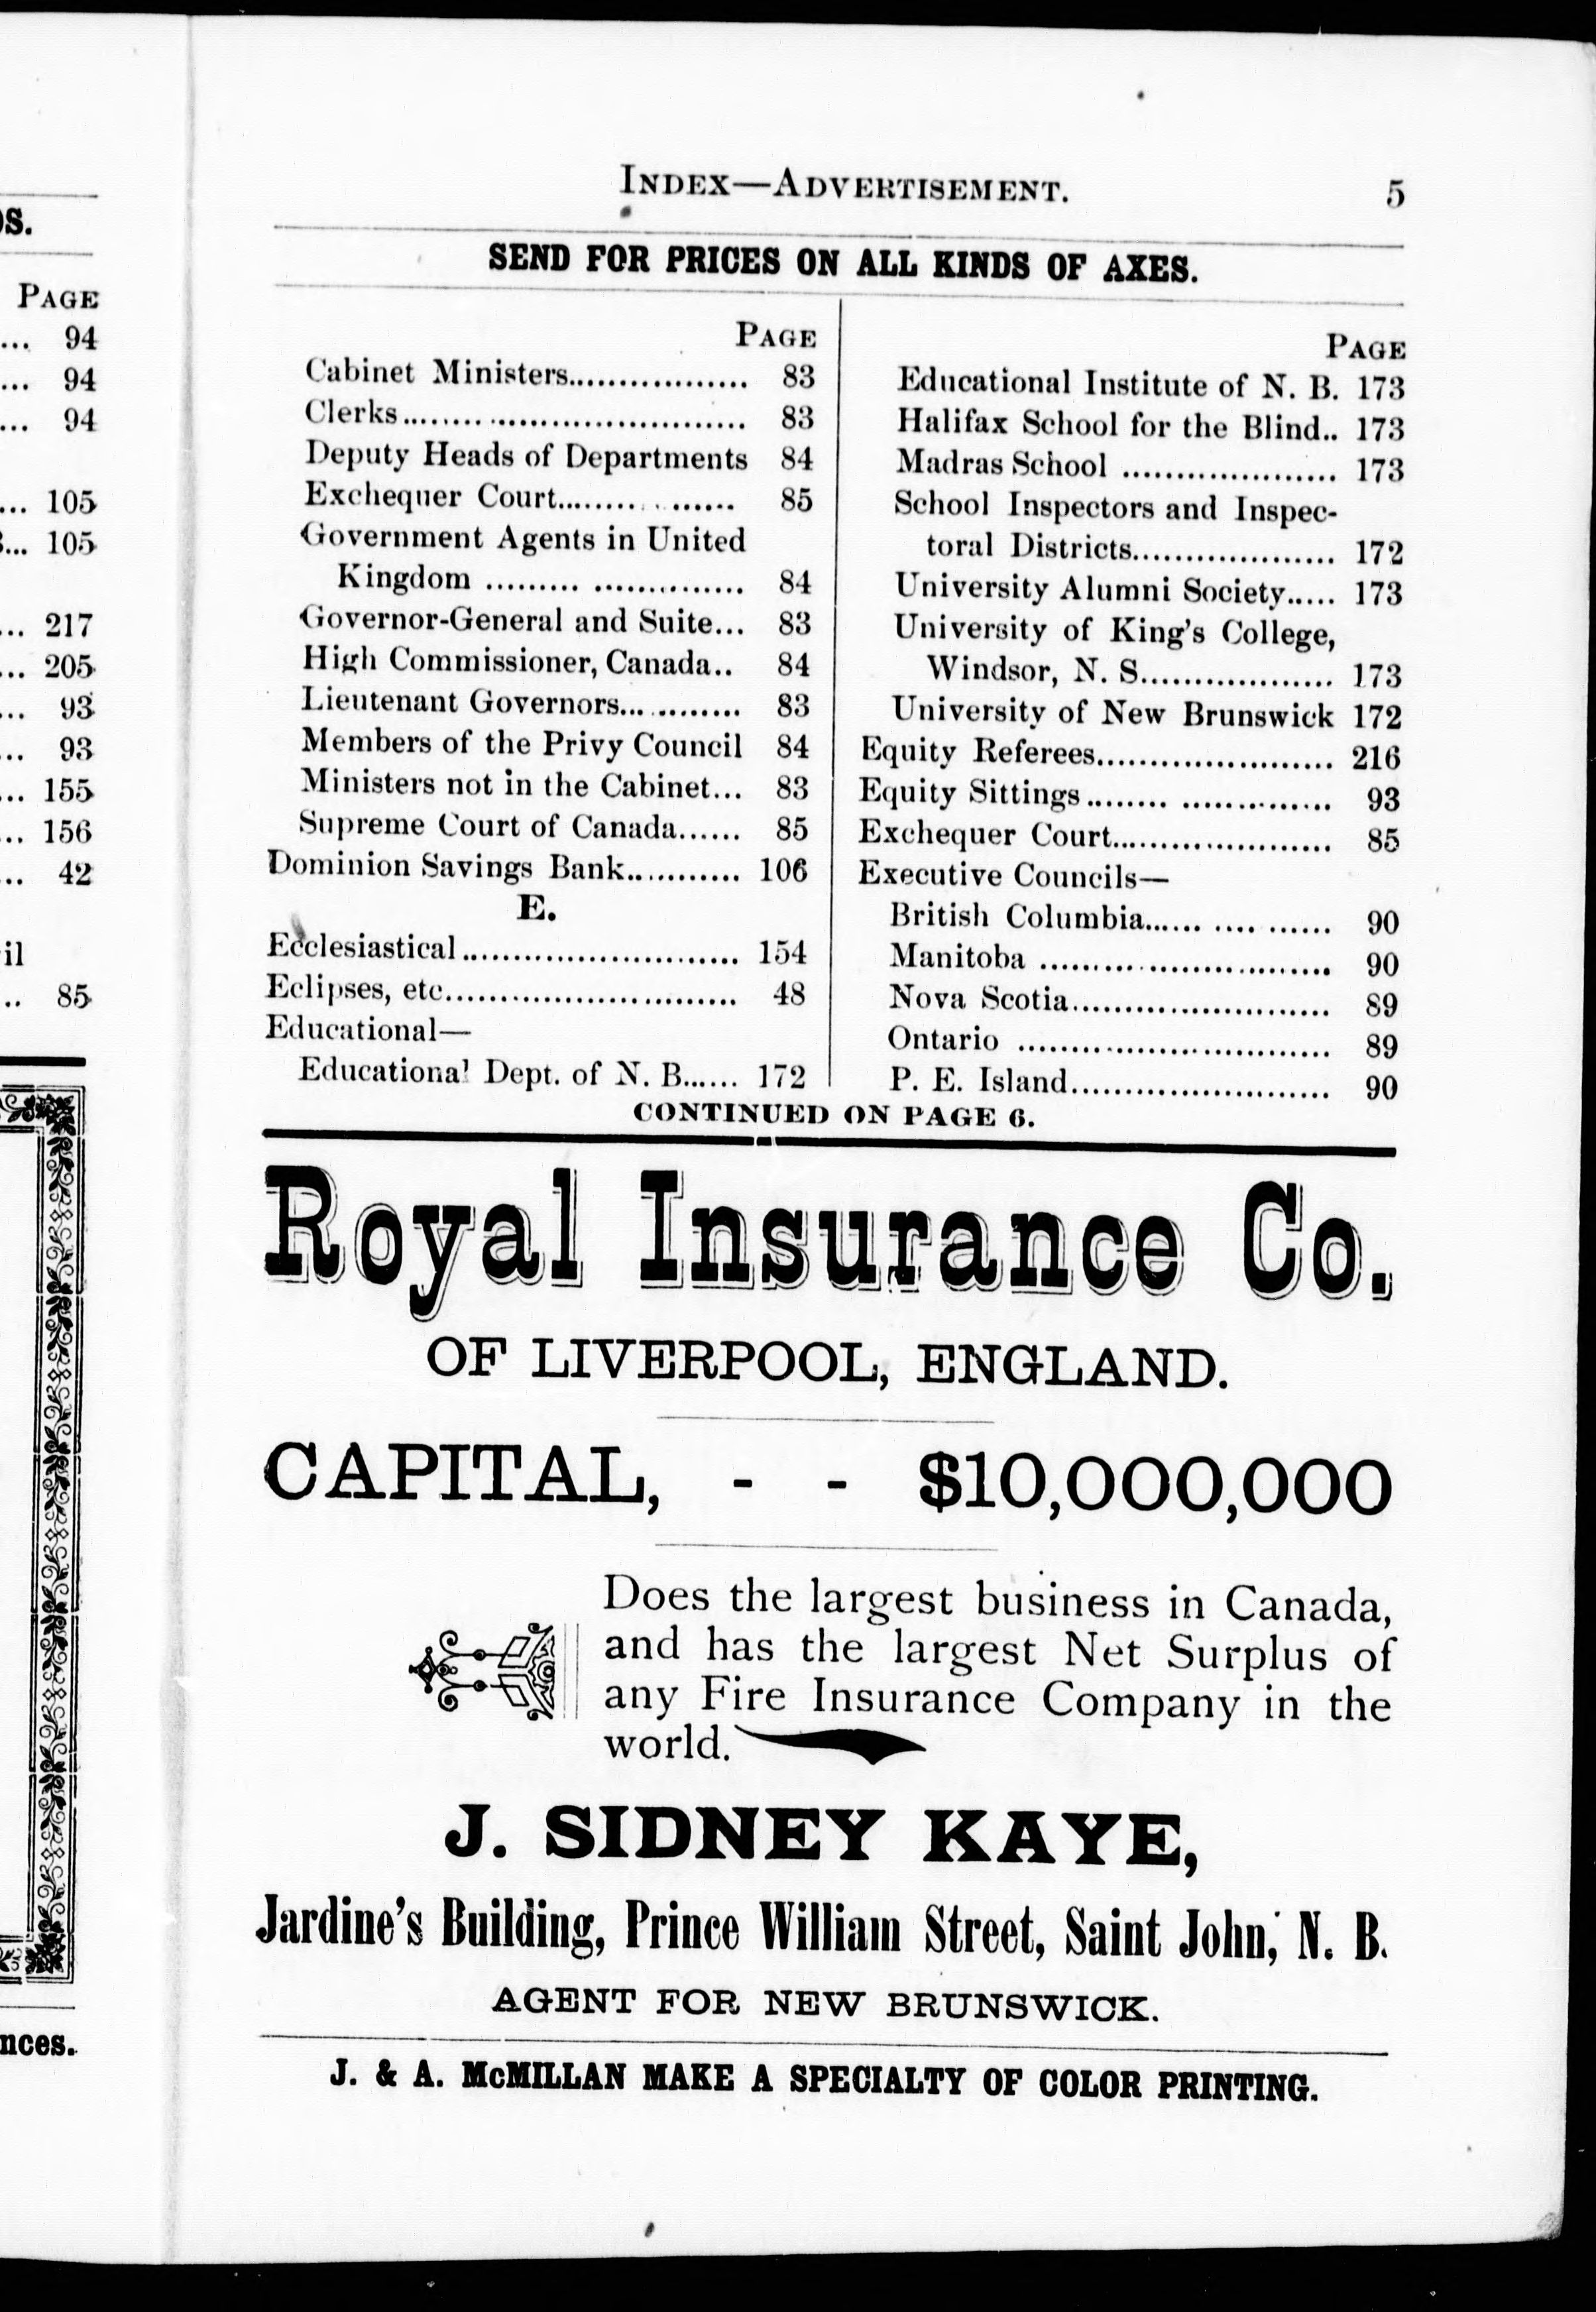 INDEX—ADVERTISEMENT. 5
SEND FOR PRICES ON ALL KINDS OF AXES.
PAGE
Cabinet Ministers.................. 83
Clerks.................................. 83
Deputy Heads of Departments 84
Exchequer Court.................. 85
Government Agents in United
Kingdom ........................ 84
Governor-General and Suite... 83
High Commissioner, Canada.. 84
Lieutenant Governors............ 83
Members of the Privy Council 84
Ministers not in the Cabinet... 83
Supreme Court of Canada...... 85
Dominion Savings Bank........... 106
E.
Ecclesiastical........................... 154
Eclipses, etc............................. 48
Educational—
Educational Dept. of N. B...... 172
PAGE
Educational Institute of N. B. 173
Halifax School for the Blind.. 173
Madras School .................... 173
School Inspectors and Inspec-
toral Districts................... 172
University Alumni Society..... 173
University of King's College,
Windsor, N. S.................. 173
University of New Brunswick 172
Equity Referees...................... 216
Equity Sittings...................... 93
Exchequer Court..................... 85
Executive Councils—
British Columbia.................. 90
Manitoba ............................ 90
Nova Scotia......................... 89
Ontario .............................. 89
P. E. Island......................... 90
CONTINUED ON PAGE 6.
Royal Insurance Co.
OF LIVERPOOL, ENGLAND.
CAPITAL, - - $10,000,000
Does the largest business in Canada,
and has the largest Net Surplus of
any Fire Insurance Company in the
world.
J. SIDNEY KAYE,
Jardine's Building, Prince William Street, Saint John, N. B.
AGENT FOR NEW BRUNSWICK.
J. & A. McMILLAN MAKE A SPECIALTY OF COLOR PRINTING.
PAGE
... 94
... 94
... 94
... 105
... 105
... 217
... 205
... 93
... 93
... 155
... 156
... 42
.. 85